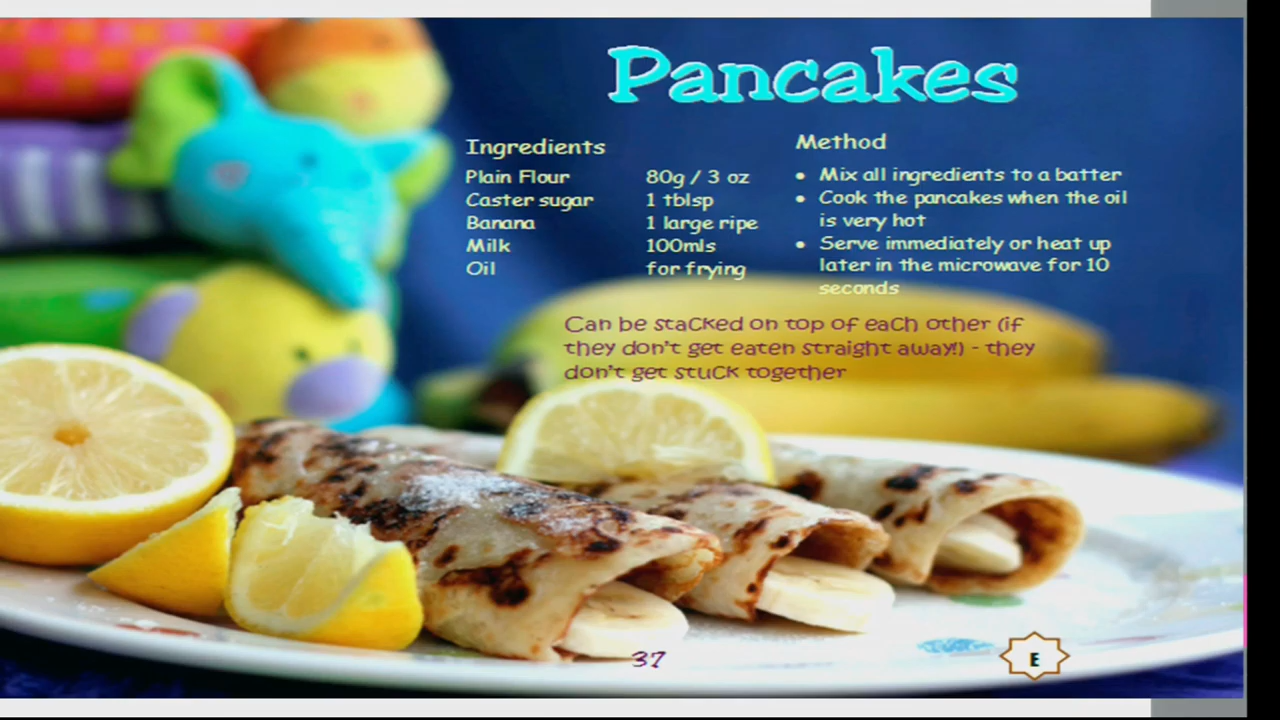 Pancakes
Ingredients
Plain Flour 80g / 3 oz
Caster sugar 1 tblsp
Banana 1 large ripe
Milk 100mls
Oil for frying
Method
• Mix all ingredients to a batter
• Cook the pancakes when the oil
is very hot
• Serve immediately or heat up
later in the microwave for 10
seconds
Can be stacked on top of each other (if
they don't get eaten straight away!) - they
don't get stuck together
37
E